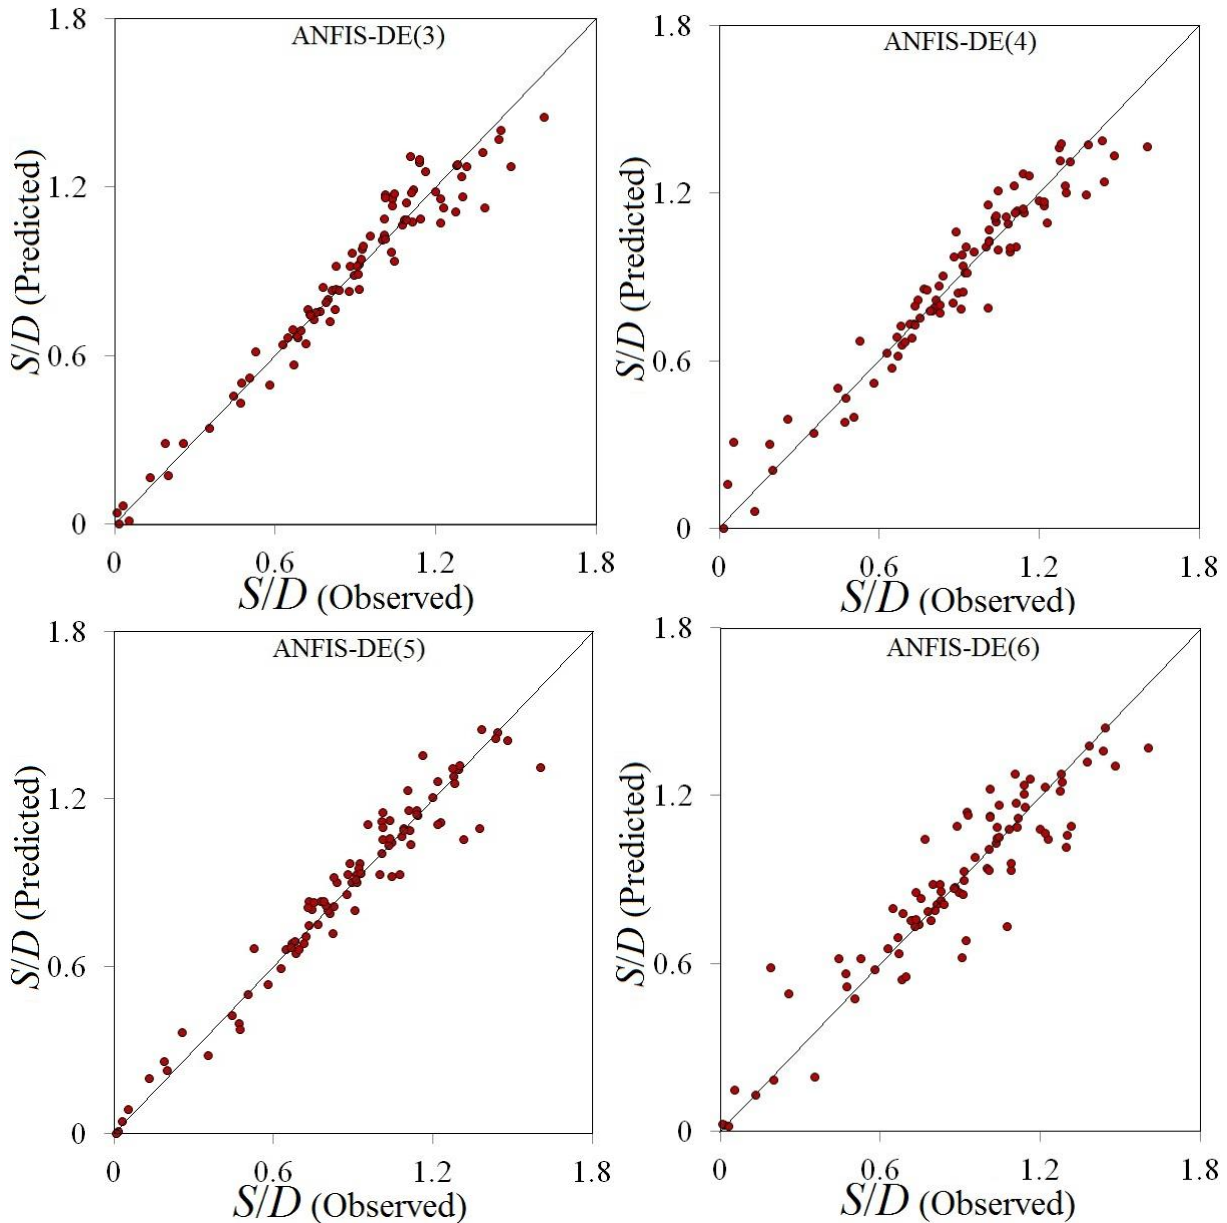 1.8
ANFIS-DE(3)
1.2
S/D (Predicted)
0.6
0
0
0.6
1.2
1.8
S/D (Observed)
1.8
ANFIS-DE(4)
1.2
S/D (Predicted)
0.6
0
0
0.6
1.2
1.8
S/D (Observed)
1.8
ANFIS-DE(5)
1.2
S/D (Predicted)
0.6
0
0
0.6
1.2
1.8
S/D (Observed)
1.8
ANFIS-DE(6)
1.2
S/D (Predicted)
0.6
0
0
0.6
1.2
1.8
S/D (Observed)